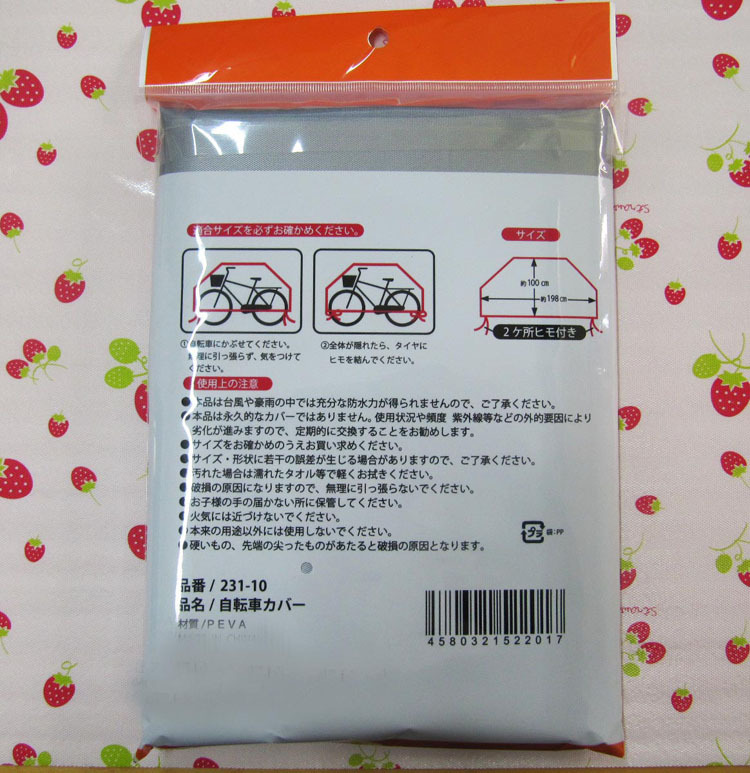 適合サイズを必ずお確かめください。
サイズ
約100㎝
約198㎝
2ケ所ヒモ付き
①自転車にかぶせてください。
無理に引っ張らず、気をつけて
ください。
②全体が隠れたら、タイヤに
ヒモを結んでください。
使用上の注意
●本品は台風や豪雨の中では充分な防水力が得られませんので、ご了承ください。
●本品は永久的なカバーではありません。使用状況や頻度 紫外線等などの外的要因により
劣化が進みますので、定期的に交換することをお勧めします。
●サイズをお確かめのうえお買い求めください。
●サイズ・形状に若干の誤差が生じる場合がありますので、ご了承ください。
●汚れた場合は濡れたタオル等で軽くお拭きください。
●破損の原因になりますので、無理に引っ張らないでください。
●お子様の手の届かない所に保管してください。
●火気には近づけないでください。
●本来の用途以外には使用しないでください。
●硬いもの、先端の尖ったものがあたると破損の原因となります。
プラ 袋:PP
品番/231-10
品名/自転車カバー
材質/PEVA
MADE IN CHINA
4580321522017